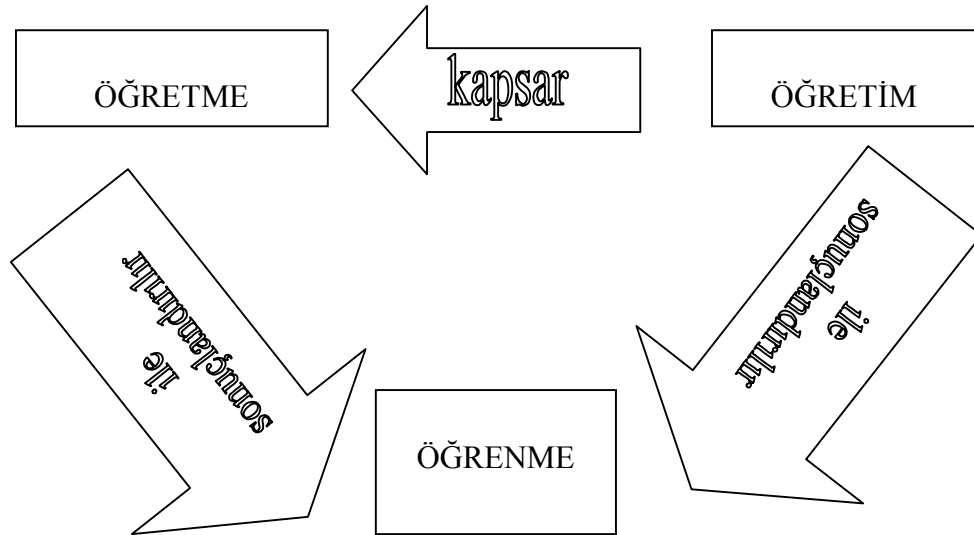 ÖĞRETME
kapsar
ÖĞRETİM
ile
sonuçlandırılır
ile
sonuçlandırılır
ÖĞRENME